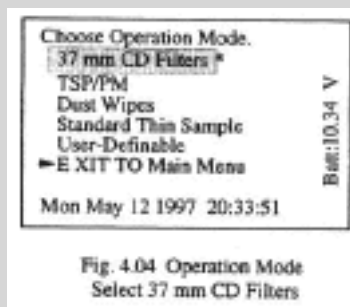 Choose Operation Mode.
37 mm CD Filters *
TSP/PM
Dust Wipes
Standard Thin Sample
User-Definable
►E XIT TO Main Menu
Mon May 12 1997 20:33:51
Batt:10.34 V
Fig. 4.04 Operation Mode
Select 37 mm CD Filters